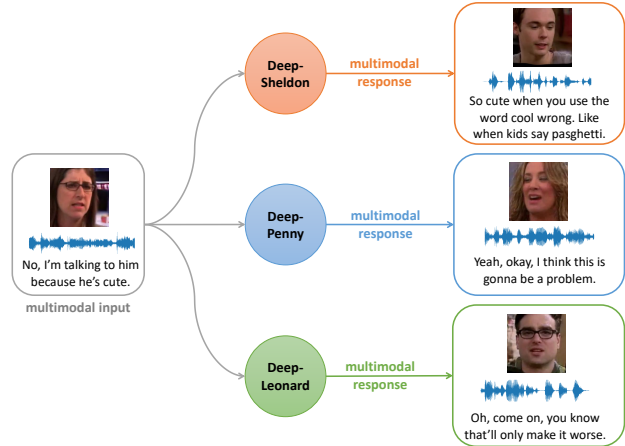 No, I'm talking to him
because he's cute.
multimodal input
Deep-
Sheldon
multimodal
response
So cute when you use the
word cool wrong. Like
when kids say pasghetti.
Deep-
Penny
multimodal
response
Yeah, okay, I think this is
gonna be a problem.
Deep-
Leonard
multimodal
response
Oh, come on, you know
that'll only make it worse.